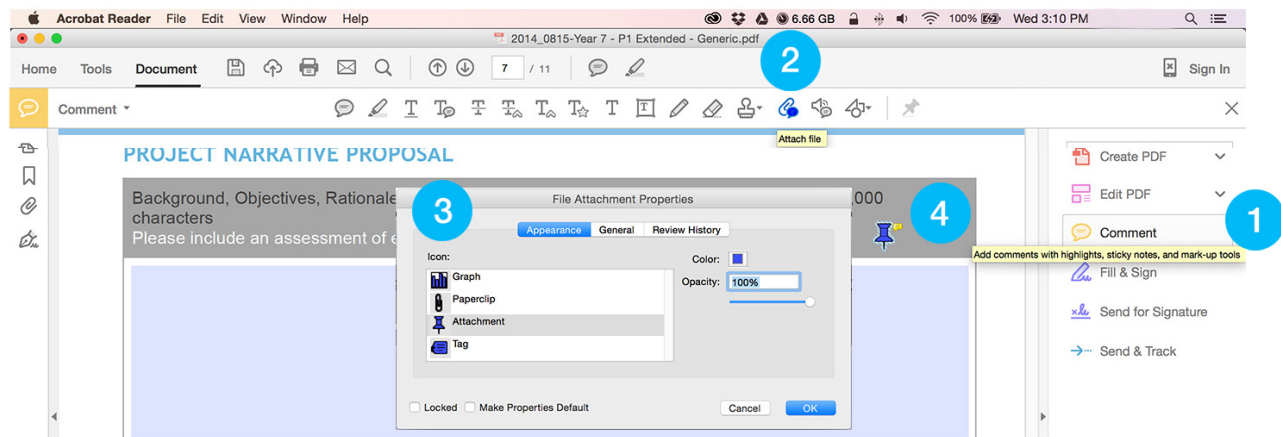 Acrobat Reader File Edit View Window Help 6.66 GB 100% Wed 3:10 PM
2014_0815-Year 7 - P1 Extended - Generic.pdf
Home Tools Document 7 / 11 Sign In
2
Comment
Attach file
PROJECT NARRATIVE PROPOSAL
Background, Objectives, Rationale ,000
characters
Please include an assessment of e
3
File Attachment Properties
Appearance General Review History
Icon:
Graph
Paperclip
Attachment
Tag
Color:
Opacity: 100%
Locked Make Properties Default Cancel OK
4
Create PDF
Edit PDF
1
Comment
Add comments with highlights, sticky notes, and mark-up tools
Fill & Sign
Send for Signature
Send & Track